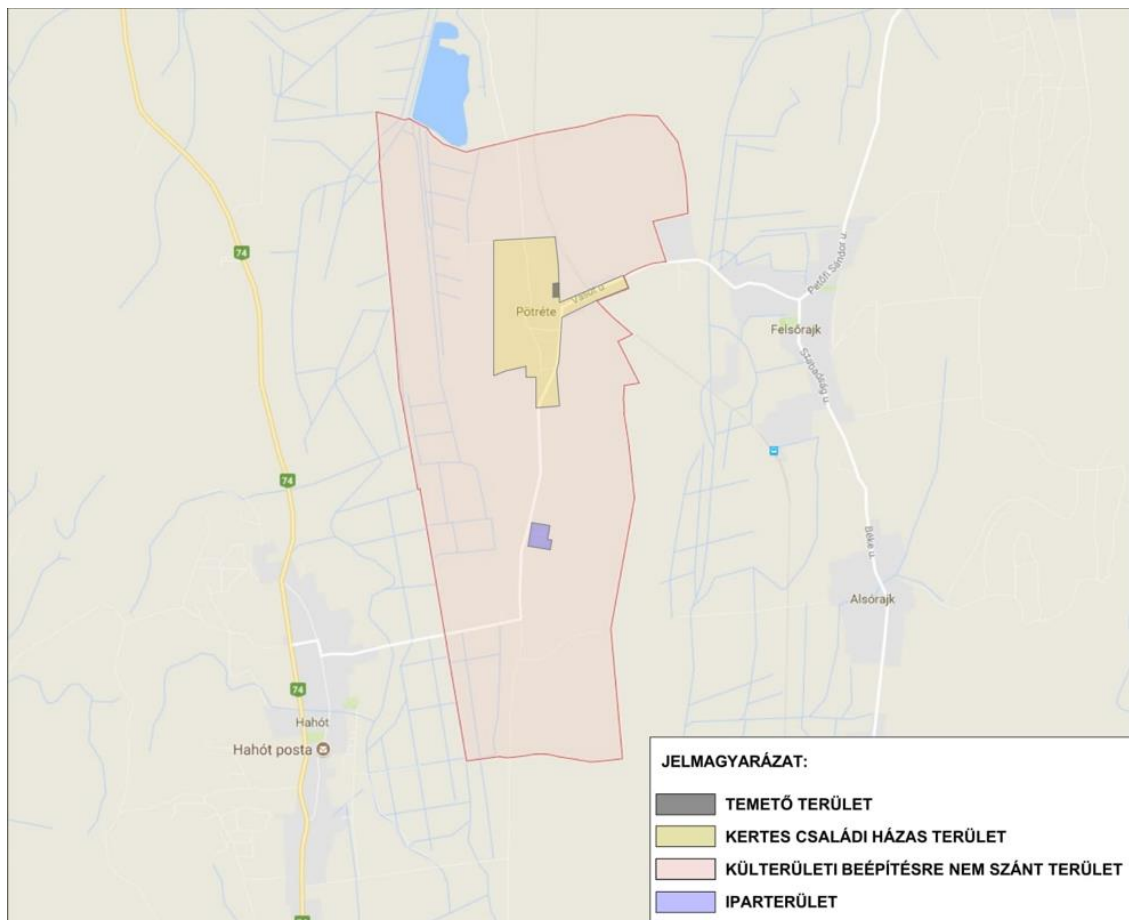 74
Petőfi Sándor u.
Vállót u.
Pötréte
Felsőrajk
Szabadság u.
74
Béke u.
Alsórajk
74
Hahót
Hahót posta
JELMAGYARÁZAT:
TEMETŐ TERÜLET
KERTES CSALÁDI HÁZAS TERÜLET
KÜLTERÜLETI BEÉPÍTÉSRE NEM SZÁNT TERÜLET
IPARTERÜLET